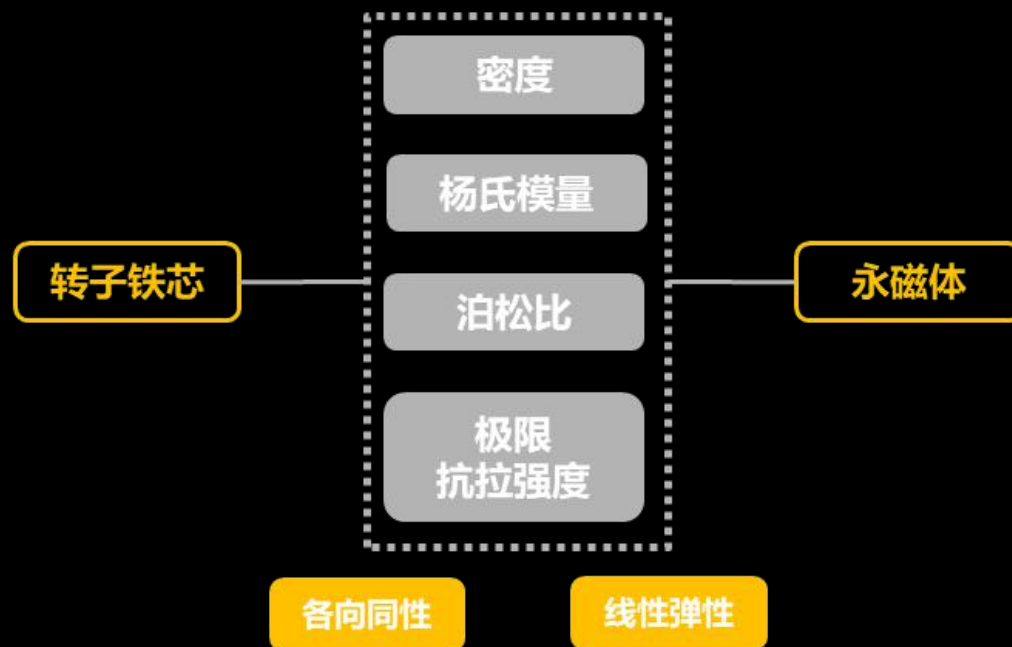 密度
杨氏模量
转子铁芯
永磁体
泊松比
极限
抗拉强度
各向同性
线性弹性